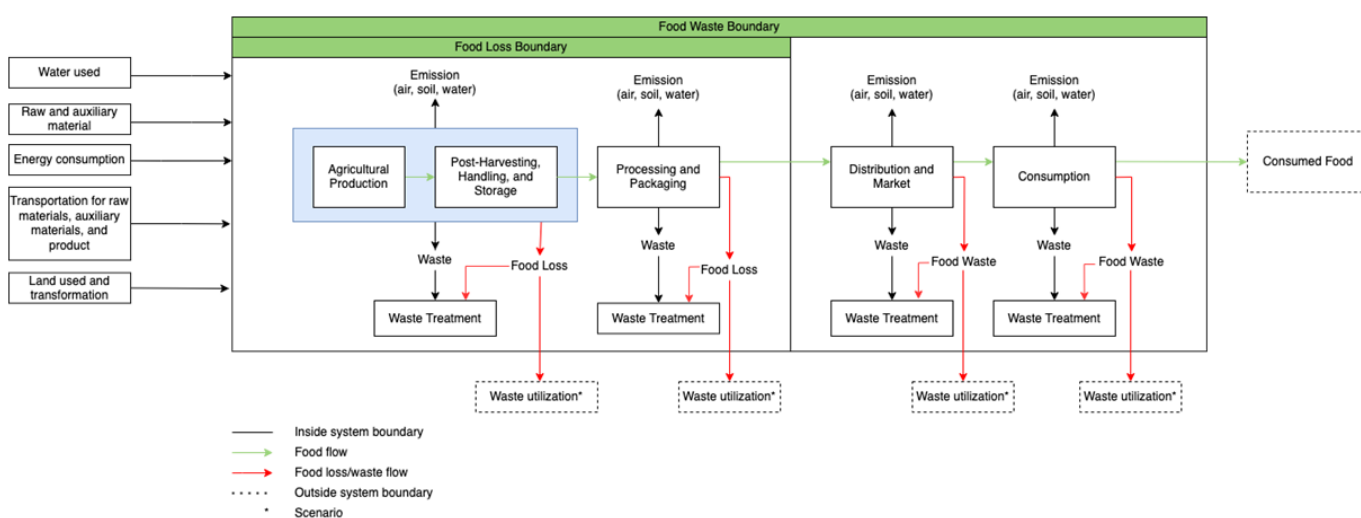 Food Waste Boundary
Food Loss Boundary
Water used
Raw and auxiliary
material
Energy consumption
Transportation for raw
materials, auxiliary
materials, and
product
Land used and
transformation
Emission
(air, soil, water)
Emission
(air, soil, water)
Emission
(air, soil, water)
Emission
(air, soil, water)
Agricultural
Production
Post-Harvesting,
Handling, and
Storage
Processing and
Packaging
Distribution and
Market
Consumption
Consumed Food
Waste
Food Loss
Waste
Food Loss
Waste
Food Waste
Waste
Food Waste
Waste Treatment
Waste Treatment
Waste Treatment
Waste Treatment
Waste utilization*
Waste utilization*
Waste utilization*
Waste utilization*
Inside system boundary
Food flow
Food loss/waste flow
Outside system boundary
* Scenario